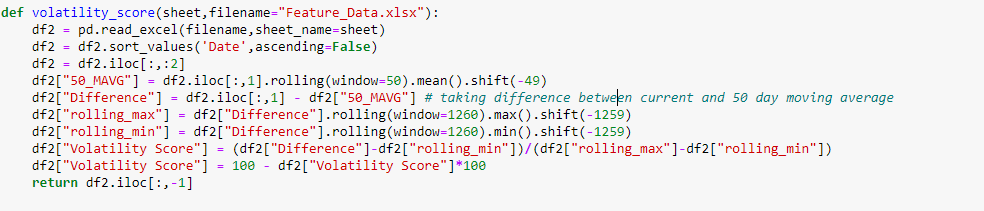 def volatility_score(sheet,filename="Feature_Data.xlsx"):
    df2 = pd.read_excel(filename,sheet_name=sheet)
    df2 = df2.sort_values('Date',ascending=False)
    df2 = df2.iloc[:,:2]
    df2["50_MAVG"] = df2.iloc[:,1].rolling(window=50).mean().shift(-49)
    df2["Difference"] = df2.iloc[:,1] - df2["50_MAVG"] # taking difference between current and 50 day moving average
    df2["rolling_max"] = df2["Difference"].rolling(window=1260).max().shift(-1259)
    df2["rolling_min"] = df2["Difference"].rolling(window=1260).min().shift(-1259)
    df2["Volatility Score"] = (df2["Difference"]-df2["rolling_min"])/(df2["rolling_max"]-df2["rolling_min"])
    df2["Volatility Score"] = 100 - df2["Volatility Score"]*100
    return df2.iloc[:,-1]